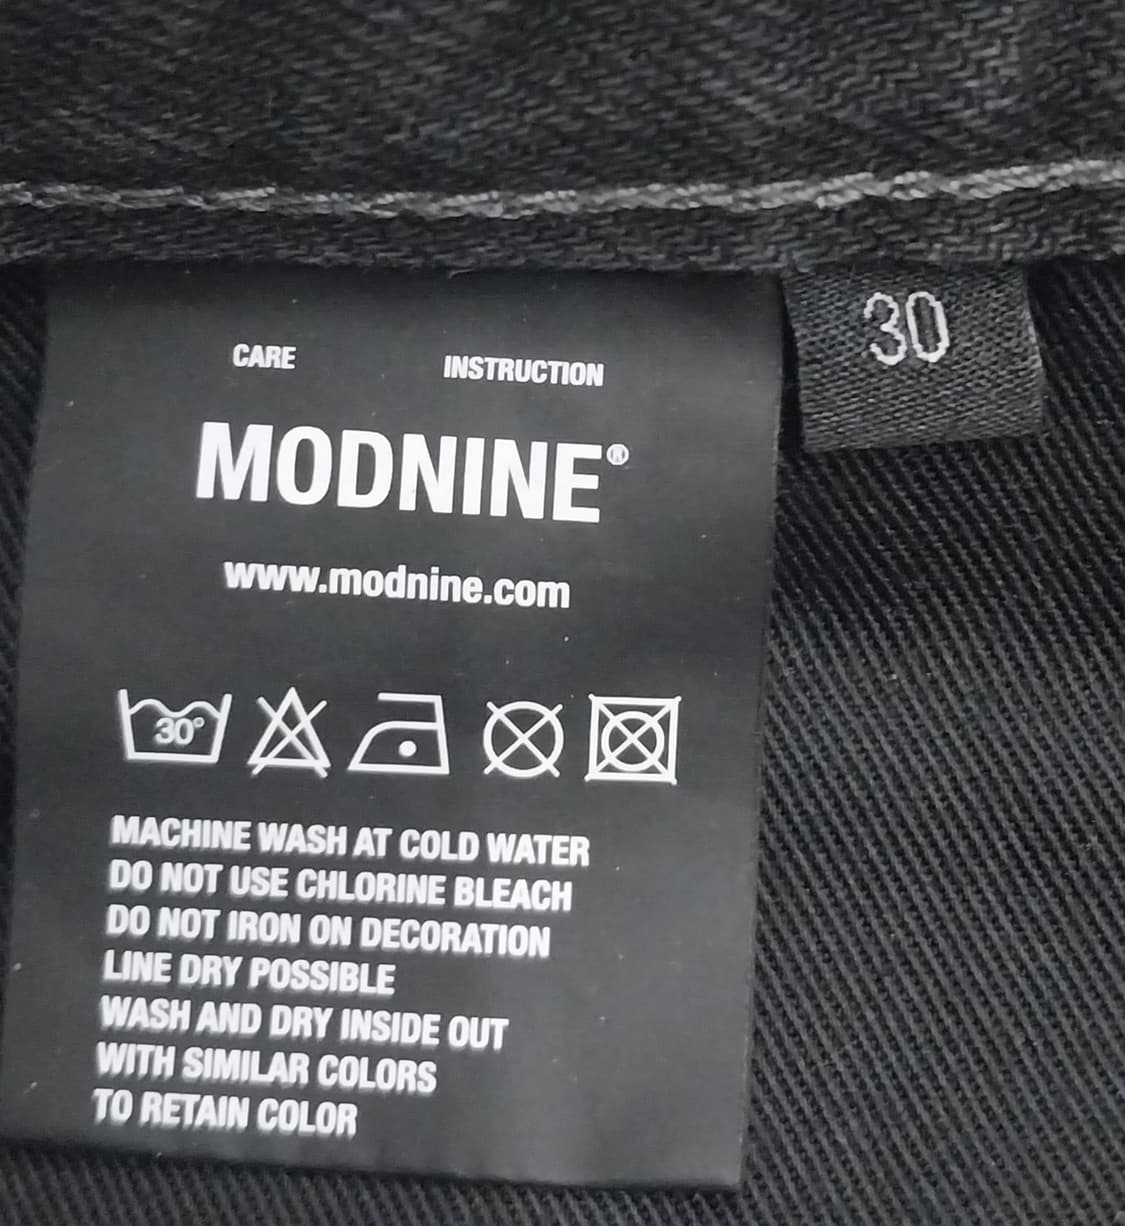 30
CARE INSTRUCTION
MODNINE®
www.modnine.com
30°
MACHINE WASH AT COLD WATER
DO NOT USE CHLORINE BLEACH
DO NOT IRON ON DECORATION
LINE DRY POSSIBLE
WASH AND DRY INSIDE OUT
WITH SIMILAR COLORS
TO RETAIN COLOR